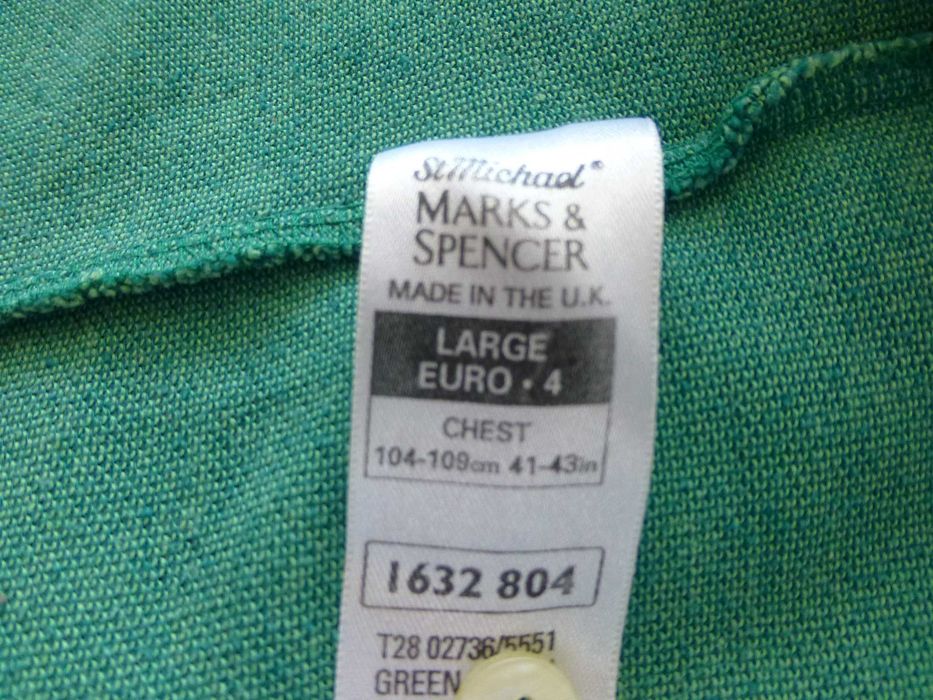 St Michael®
MARKS &
SPENCER
MADE IN THE U.K.
LARGE
EURO • 4
CHEST
104-109cm 41-43in
1632 804
T28 02736/5551
GREEN